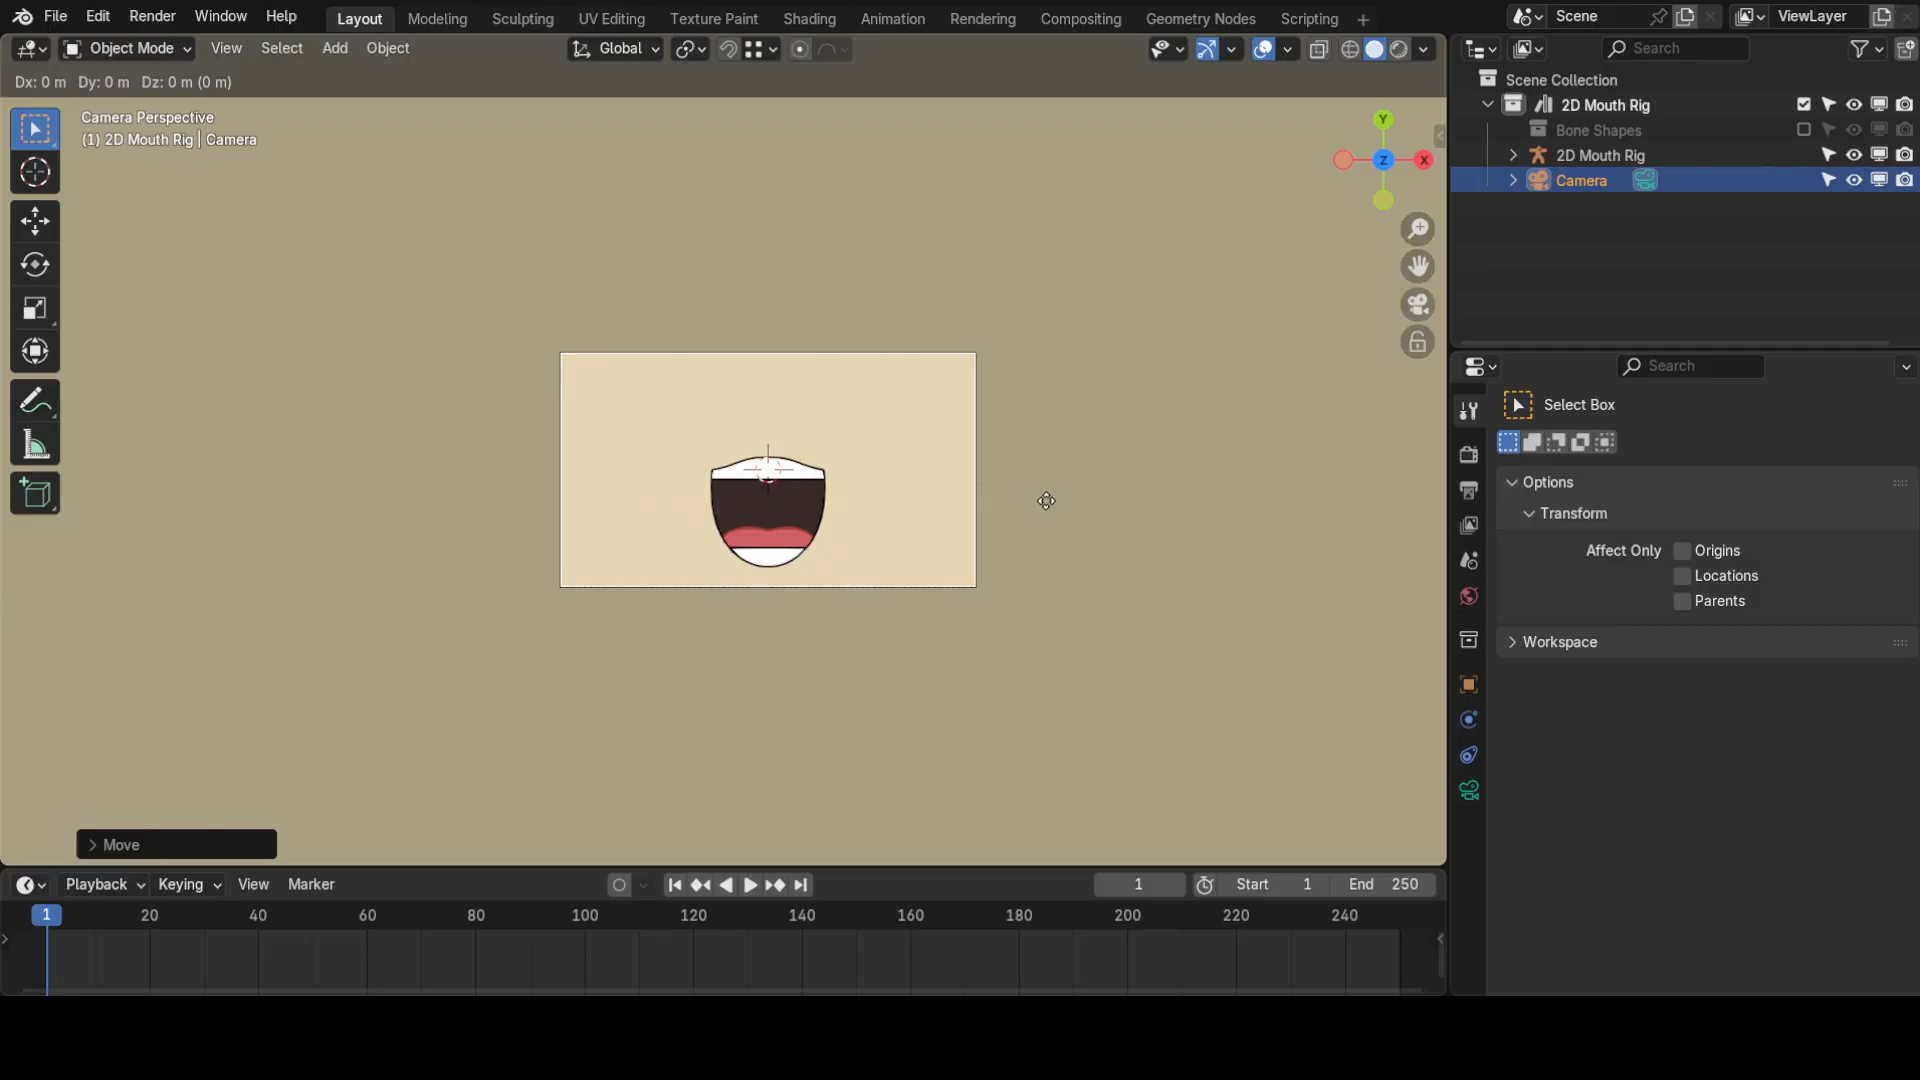 File Edit Render Window Help Layout Modeling Sculpting UV Editing Texture Paint Shading Animation Rendering Compositing Geometry Nodes Scripting + Scene ViewLayer
Object Mode View Select Add Object Global Search
Dx: 0 m Dy: 0 m Dz: 0 m (0 m)
Camera Perspective
(1) 2D Mouth Rig | Camera
Y
Z X
Scene Collection
2D Mouth Rig
Bone Shapes
2D Mouth Rig
Camera
Search
Select Box
Options
Transform
Affect Only Origins
Locations
Parents
Workspace
Move
Playback Keying View Marker 1 Start 1 End 250
1 20 40 60 80 100 120 140 160 180 200 220 240